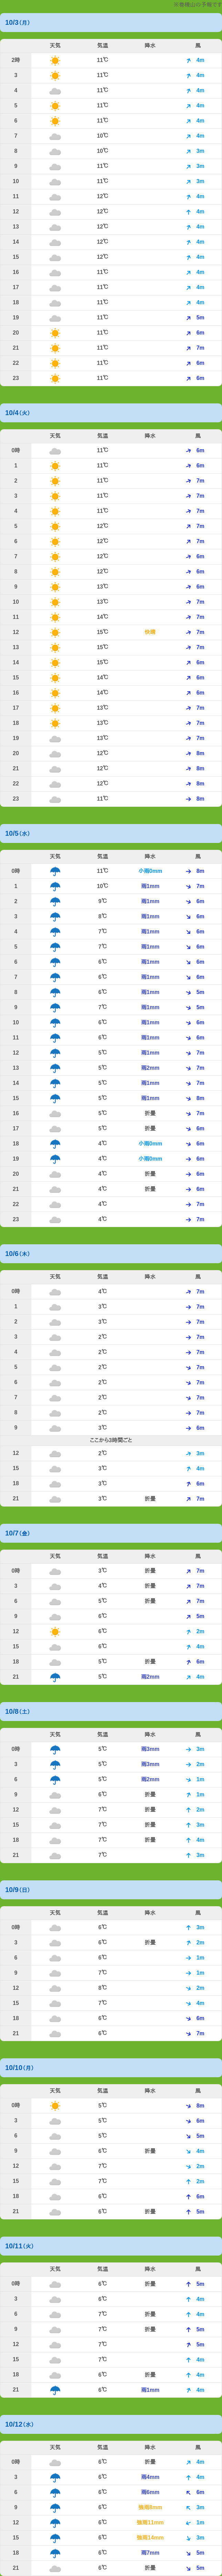 天梁横山の予報です
10/3(月)
天気 気温 降水 風
2時 11℃ 4m
3 11℃ 4m
4 11℃ 4m
5 11℃ 4m
6 11℃ 4m
7 10℃ 4m
8 10℃ 3m
9 11℃ 3m
10 11℃ 3m
11 12℃ 4m
12 12℃ 4m
13 12℃ 4m
14 12℃ 4m
15 12℃ 4m
16 11℃ 4m
17 11℃ 4m
18 11℃ 4m
19 11℃ 5m
20 11℃ 6m
21 11℃ 7m
22 11℃ 6m
23 11℃ 6m
10/4(火)
天気 気温 降水 風
0時 11℃ 6m
1 11℃ 6m
2 11℃ 7m
3 11℃ 7m
4 11℃ 7m
5 12℃ 7m
6 12℃ 7m
7 12℃ 6m
8 12℃ 6m
9 13℃ 6m
10 13℃ 7m
11 14℃ 7m
12 15℃ 快晴 7m
13 15℃ 7m
14 15℃ 6m
15 14℃ 6m
16 14℃ 6m
17 13℃ 7m
18 13℃ 7m
19 13℃ 7m
20 12℃ 8m
21 12℃ 8m
22 12℃ 8m
23 11℃ 8m
10/5(水)
天気 気温 降水 風
0時 11℃ 小雨0mm 8m
1 10℃ 雨1mm 7m
2 9℃ 雨1mm 6m
3 8℃ 雨1mm 6m
4 7℃ 雨1mm 6m
5 7℃ 雨1mm 6m
6 6℃ 雨1mm 6m
7 6℃ 雨1mm 6m
8 6℃ 雨1mm 5m
9 7℃ 雨1mm 5m
10 6℃ 雨1mm 6m
11 6℃ 雨1mm 6m
12 5℃ 雨1mm 7m
13 5℃ 雨2mm 7m
14 5℃ 雨1mm 7m
15 5℃ 雨1mm 8m
16 5℃ 折曇 7m
17 5℃ 折曇 6m
18 4℃ 小雨0mm 6m
19 4℃ 小雨0mm 6m
20 4℃ 折曇 6m
21 4℃ 折曇 6m
22 4℃ 7m
23 4℃ 7m
10/6(木)
天気 気温 降水 風
0時 4℃ 7m
1 3℃ 7m
2 3℃ 7m
3 2℃ 7m
4 2℃ 7m
5 2℃ 7m
6 2℃ 7m
7 2℃ 7m
8 2℃ 7m
9 3℃ 6m
ここから3時間ごと
12 2℃ 3m
15 3℃ 4m
18 3℃ 6m
21 3℃ 折曇 7m
10/7(金)
天気 気温 降水 風
0時 3℃ 折曇 7m
3 4℃ 折曇 7m
6 5℃ 折曇 7m
9 6℃ 5m
12 6℃ 2m
15 6℃ 4m
18 5℃ 折曇 6m
21 5℃ 雨2mm 4m
10/8(土)
天気 気温 降水 風
0時 5℃ 雨3mm 3m
3 5℃ 雨3mm 2m
6 5℃ 雨2mm 1m
9 6℃ 折曇 1m
12 7℃ 折曇 2m
15 7℃ 折曇 3m
18 7℃ 折曇 4m
21 7℃ 3m
10/9(日)
天気 気温 降水 風
0時 6℃ 3m
3 6℃ 折曇 2m
6 6℃ 1m
9 7℃ 1m
12 8℃ 2m
15 7℃ 4m
18 6℃ 6m
21 6℃ 7m
10/10(月)
天気 気温 降水 風
0時 5℃ 8m
3 5℃ 6m
6 5℃ 5m
9 6℃ 折曇 4m
12 7℃ 2m
15 7℃ 2m
18 6℃ 6m
21 6℃ 折曇 5m
10/11(火)
天気 気温 降水 風
0時 6℃ 折曇 5m
3 6℃ 4m
6 7℃ 折曇 4m
9 7℃ 折曇 5m
12 7℃ 5m
15 7℃ 4m
18 6℃ 折曇 4m
21 6℃ 雨1mm 4m
10/12(水)
天気 気温 降水 風
0時 6℃ 折曇 4m
3 6℃ 雨4mm 4m
6 6℃ 雨6mm 6m
9 6℃ 強雨8mm 3m
12 6℃ 強雨11mm 1m
15 6℃ 強雨14mm 3m
18 6℃ 雨7mm 5m
21 6℃ 折曇 5m